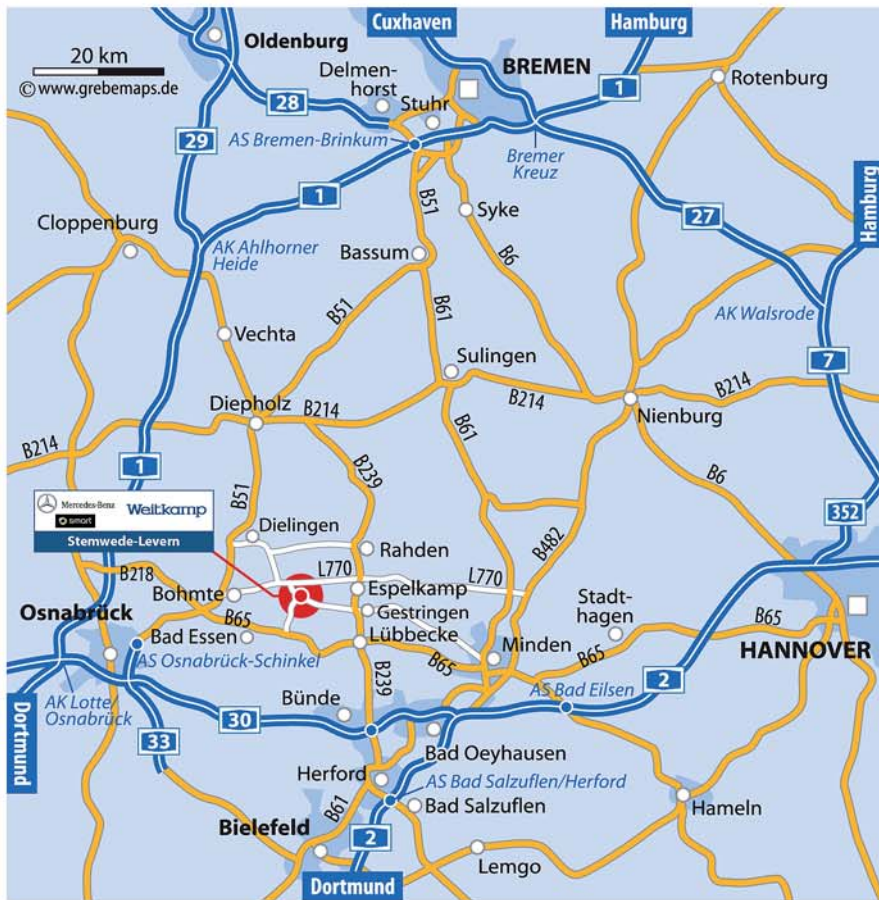 Cuxhaven
Hamburg
Oldenburg
20 km
© www.grebemaps.de
BREMEN
Delmen-
horst
Rotenburg
28
1
Stuhr
29
AS Bremen-Brinkum
Bremer
Kreuz
Hamburg
1
B51
Syke
27
Cloppenburg
AK Ahlhorner
Heide
Bassum
B6
B51
B61
AK Walsrode
Vechta
7
Sulingen
B214
Diepholz
B214
B214
Nienburg
B61
B214
1
B239
B6
B51
Mercedes-Benz
smart
Weitkamp
Stemwede-Levern
352
Dielingen
B482
Rahden
L770
L770
B218
Bohmte
Espelkamp
Stadt-
hagen
Osnabrück
Gestringen
B65
B65
Bad Essen
Lübbecke
Minden
HANNOVER
AS Osnabrück-Schinkel
B65
B65
2
B239
AS Bad Eilsen
AK Lotte/
Osnabrück
Bünde
Dortmund
30
33
Bad Oeyhausen
Herford
AS Bad Salzuflen/Herford
B61
Bad Salzuflen
Hameln
Bielefeld
2
Lemgo
Dortmund